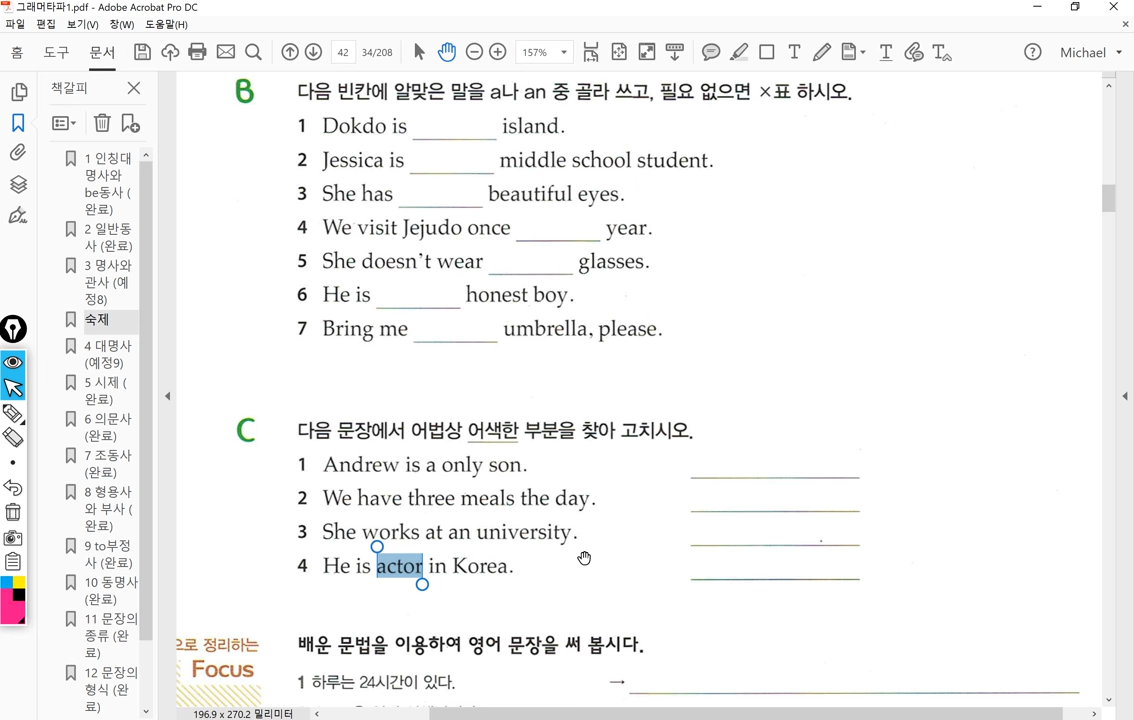 그래머타파1.pdf - Adobe Acrobat Pro DC
파일 편집 보기(V) 창(W) 도움말(H)
홈 도구 문서 42 34/208 157% Michael
책갈피
1 인칭대
명사와
be동사 (
완료)
2 일반동
사 (완료)
3 명사와
관사 (예
정8)
숙제
4 대명사
(예정9)
5 시제 (
완료)
6 의문사
(완료)
7 조동사
(완료)
8 형용사
와 부사 (
완료)
9 to부정
사 (완료)
10 동명사
(완료)
11 문장의
종류 (완
료)
12 문장의
형식 (완
료)
B 다음 빈칸에 알맞은 말을 a나 an 중 골라 쓰고, 필요 없으면 ×표 하시오.
1 Dokdo is ________ island.
2 Jessica is ________ middle school student.
3 She has ________ beautiful eyes.
4 We visit Jejudo once ________ year.
5 She doesn't wear ________ glasses.
6 He is ________ honest boy.
7 Bring me ________ umbrella, please.
C 다음 문장에서 어법상 어색한 부분을 찾아 고치시오.
1 Andrew is a only son.
2 We have three meals the day.
3 She works at an university.
4 He is actor in Korea.
으로 정리하는
Focus
배운 문법을 이용하여 영어 문장을 써 봅시다.
1 하루는 24시간이 있다. →
196.9 x 270.2 밀리미터